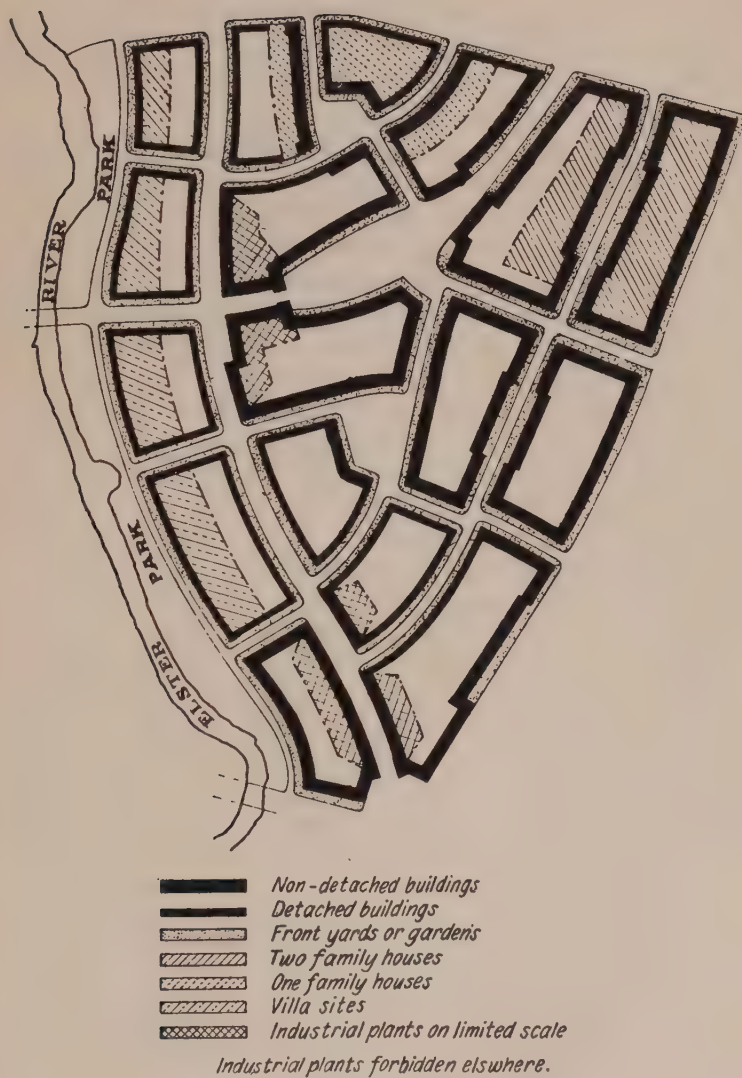 PARK
RIVER
PARK
ELSTER
Non-detached buildings
Detached buildings
Front yards or gardens
Two family houses
One family houses
Villa sites
Industrial plants on limited scale
Industrial plants forbidden elswhere.